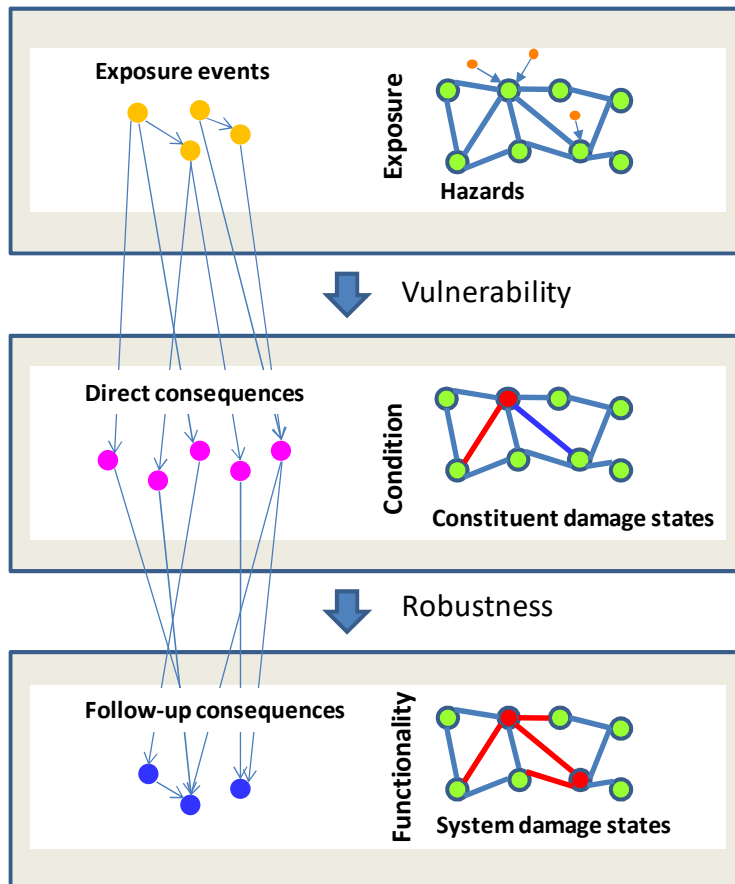 Exposure events
Exposure
Hazards
Vulnerability
Direct consequences
Condition
Constituent damage states
Robustness
Follow-up consequences
Functionality
System damage states